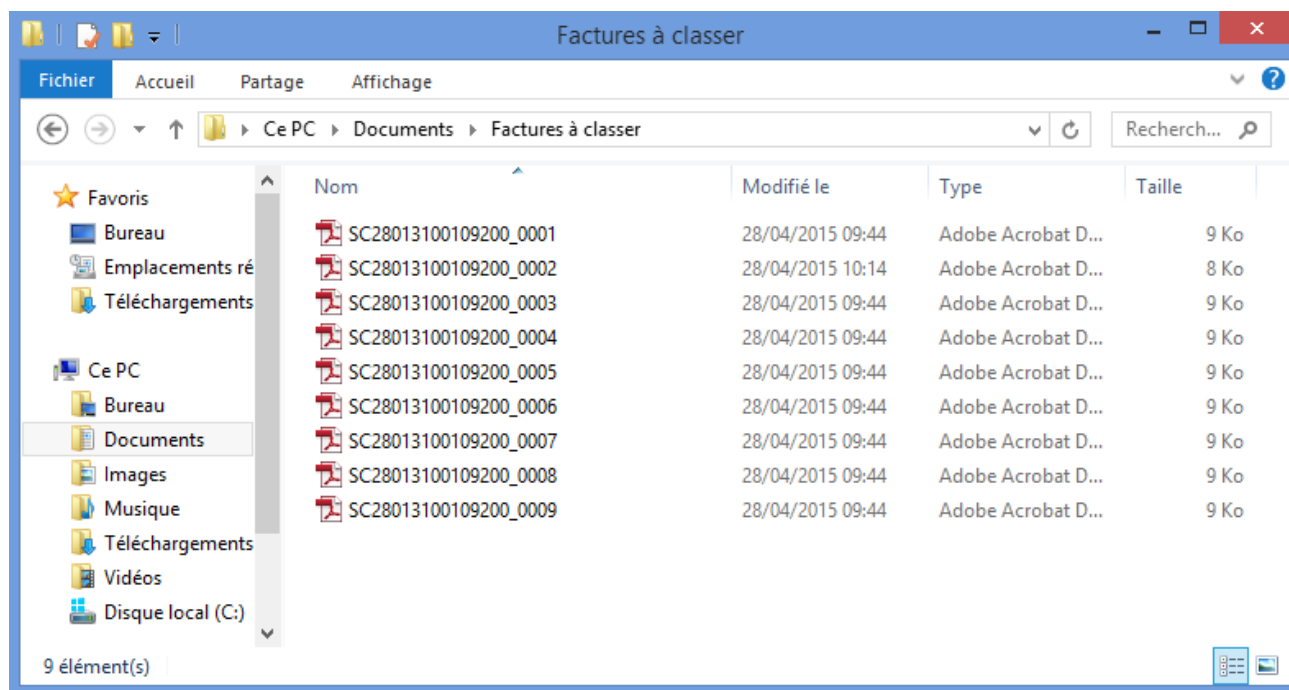 Factures à classer
Fichier Accueil Partage Affichage
Ce PC Documents Factures à classer Recherch...
Favoris
Bureau
Emplacements ré
Téléchargements
Ce PC
Bureau
Documents
Images
Musique
Téléchargements
Vidéos
Disque local (C:)
Nom Modifié le Type Taille
SC28013100109200_0001 28/04/2015 09:44 Adobe Acrobat D... 9 Ko
SC28013100109200_0002 28/04/2015 10:14 Adobe Acrobat D... 8 Ko
SC28013100109200_0003 28/04/2015 09:44 Adobe Acrobat D... 9 Ko
SC28013100109200_0004 28/04/2015 09:44 Adobe Acrobat D... 9 Ko
SC28013100109200_0005 28/04/2015 09:44 Adobe Acrobat D... 9 Ko
SC28013100109200_0006 28/04/2015 09:44 Adobe Acrobat D... 9 Ko
SC28013100109200_0007 28/04/2015 09:44 Adobe Acrobat D... 9 Ko
SC28013100109200_0008 28/04/2015 09:44 Adobe Acrobat D... 9 Ko
SC28013100109200_0009 28/04/2015 09:44 Adobe Acrobat D... 9 Ko
9 élément(s)